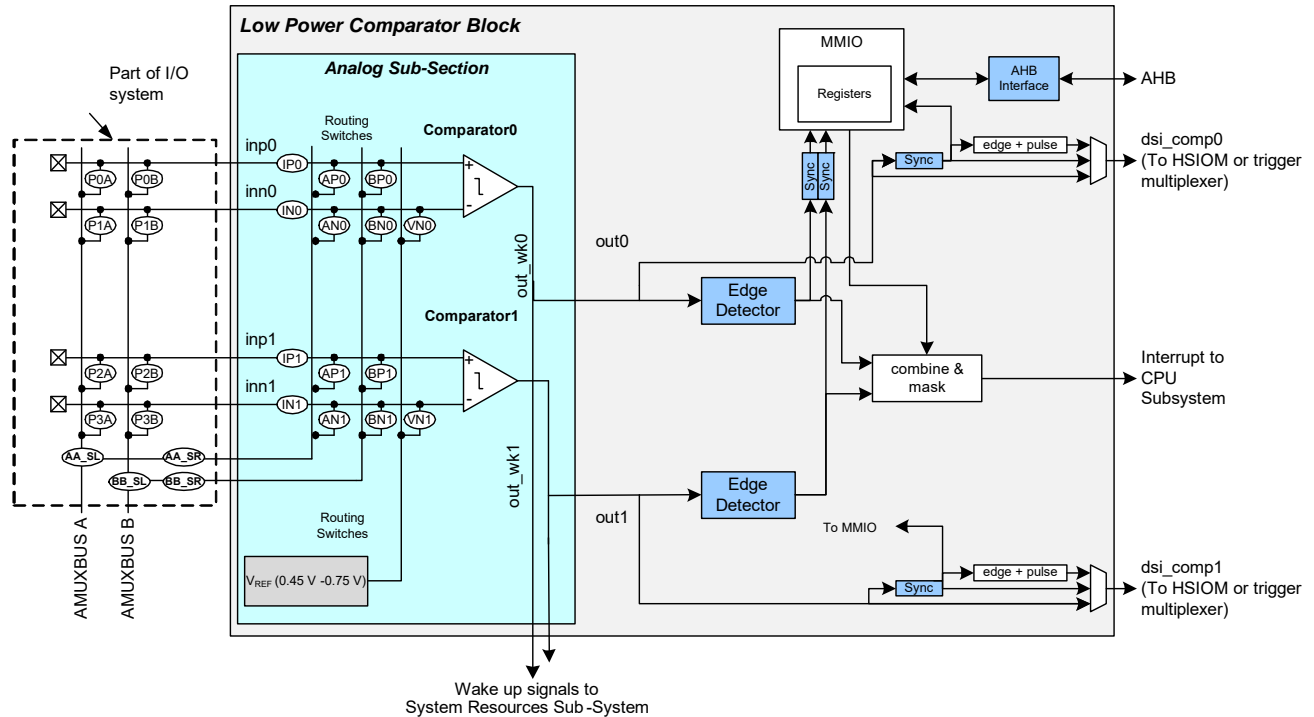 Low Power Comparator Block
Analog Sub-Section
Part of I/O
system
Routing
Switches
Comparator0
MMIO
Registers
AHB
Interface
AHB
inp0
IP0
AP0
BP0
+
P0A
P0B
inn0
IN0
AN0
BN0
VN0
-
P1A
P1B
Sync
Sync
Sync
edge + pulse
dsi_comp0
(To HSIOM or trigger
multiplexer)
out_wk0
out0
Edge
Detector
Comparator1
inp1
IP1
AP1
BP1
+
P2A
P2B
inn1
IN1
AN1
BN1
VN1
-
P3A
P3B
combine &
mask
Interrupt to
CPU
Subsystem
AA_SL
AA_SR
BB_SL
BB_SR
out_wk1
out1
Edge
Detector
AMUXBUS A
AMUXBUS B
Routing
Switches
VREF (0.45 V -0.75 V)
To MMIO
Sync
edge + pulse
dsi_comp1
(To HSIOM or trigger
multiplexer)
Wake up signals to
System Resources Sub-System